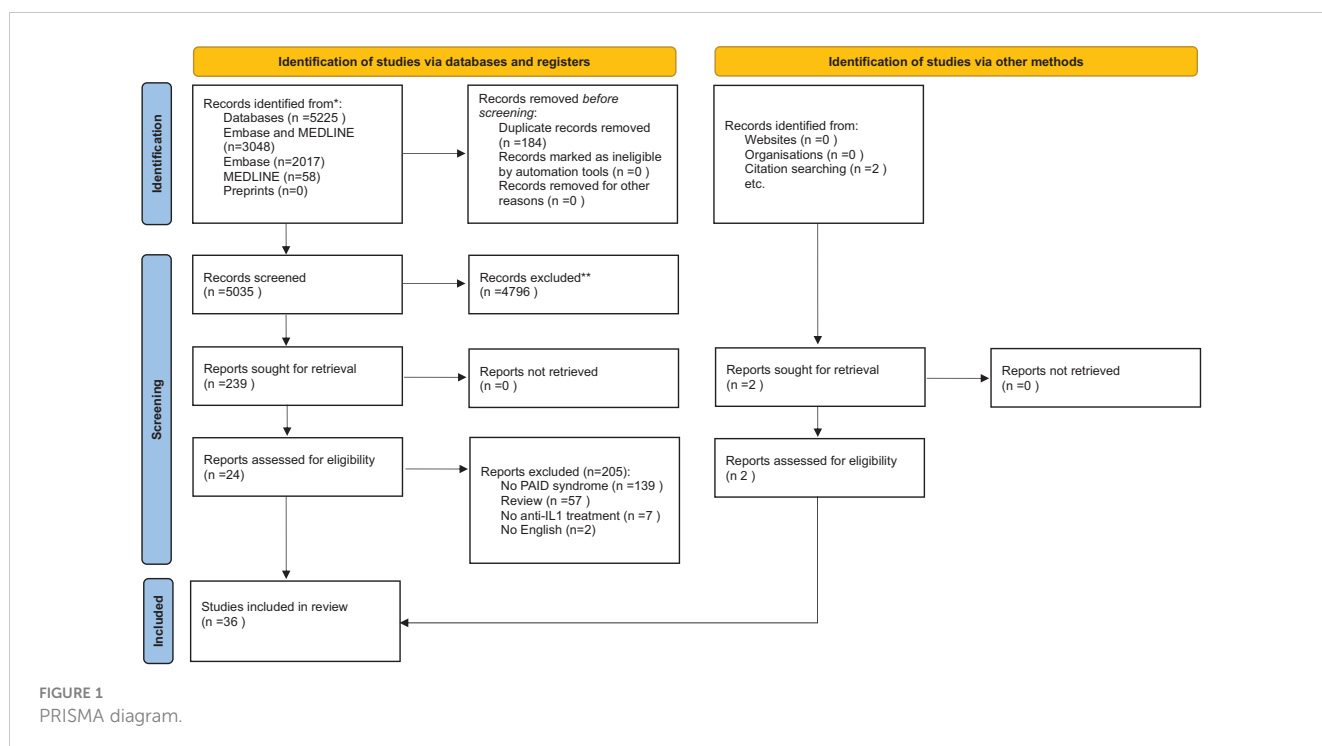 Identification of studies via databases and registers
Identification of studies via other methods
Identification
Records identified from*:
Databases (n =5225 )
Embase and MEDLINE
(n=3048)
Embase (n=2017)
MEDLINE (n=58)
Preprints (n=0)
Records removed before
screening:
Duplicate records removed
(n =184)
Records marked as ineligible
by automation tools (n =0 )
Records removed for other
reasons (n =0 )
Records identified from:
Websites (n =0 )
Organisations (n =0 )
Citation searching (n =2 )
etc.
Screening
Records screened
(n =5035 )
Records excluded**
(n =4796 )
Reports sought for retrieval
(n =239 )
Reports not retrieved
(n =0 )
Reports sought for retrieval
(n =2 )
Reports not retrieved
(n =0 )
Reports assessed for eligibility
(n =24)
Reports excluded (n=205):
No PAID syndrome (n =139 )
Review (n =57 )
No anti-IL1 treatment (n =7 )
No English (n=2)
Reports assessed for eligibility
(n 2 )
Included
Studies included in review
(n =36 )
FIGURE 1
PRISMA diagram.